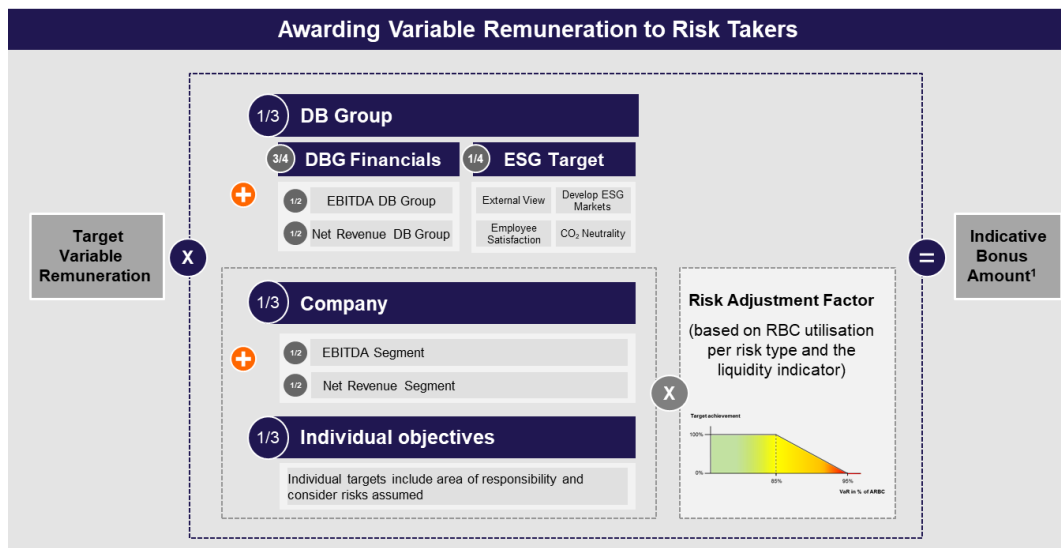 Awarding Variable Remuneration to Risk Takers
1/3 DB Group
3/4 DBG Financials
1/4 ESG Target
1/2 EBITDA DB Group
1/2 Net Revenue DB Group
External View
Develop ESG
Markets
Employee
Satisfaction
CO₂ Neutrality
Target
Variable
Remuneration
X
=
Indicative
Bonus
Amount¹
1/3 Company
1/2 EBITDA Segment
1/2 Net Revenue Segment
1/3 Individual objectives
Individual targets include area of responsibility and
consider risks assumed
X
Risk Adjustment Factor
(based on RBC utilisation
per risk type and the
liquidity indicator)
Target achievement
100%
0%
85%
95%
VaR in % of ARBC